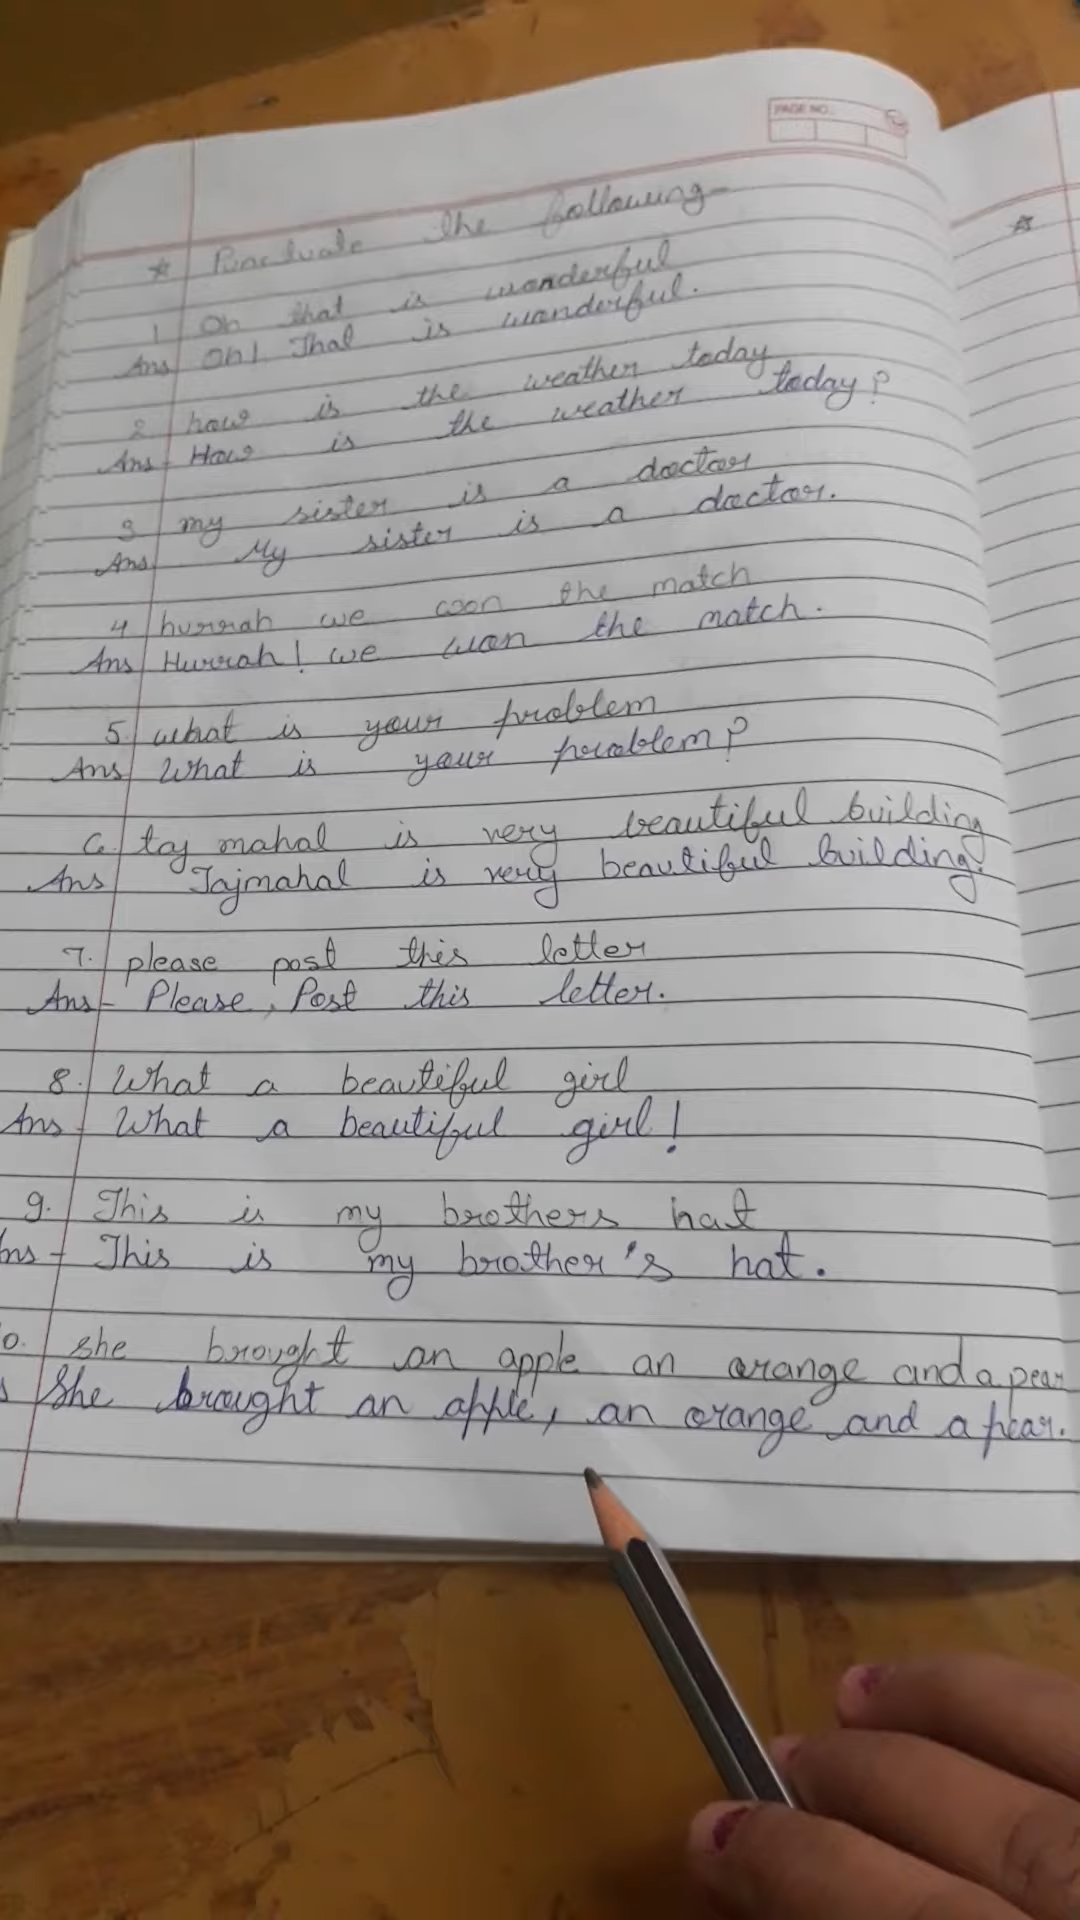 PAGE NO.:
☆ Punctuate the following-
1 Oh that is wonderful
Ans Oh! That is wonderful.
2 how is the weather today
Ans- How is the weather today?
3 my sister is a doctor
Ans My sister is a doctor.
4 hurrah we won the match
Ans Hurrah! we won the match.
5. what is your problem
Ans What is your problem?
6. taj mahal is very beautiful building
Ans Tajmahal is very beautiful building.
7. please post this letter
Ans- Please, Post this letter.
8. What a beautiful girl
Ans- What a beautiful girl!
9. This is my brothers hat
ns- This is my brother's hat.
0. she brought an apple an orange and a pear
s She brought an apple, an orange and a pear.